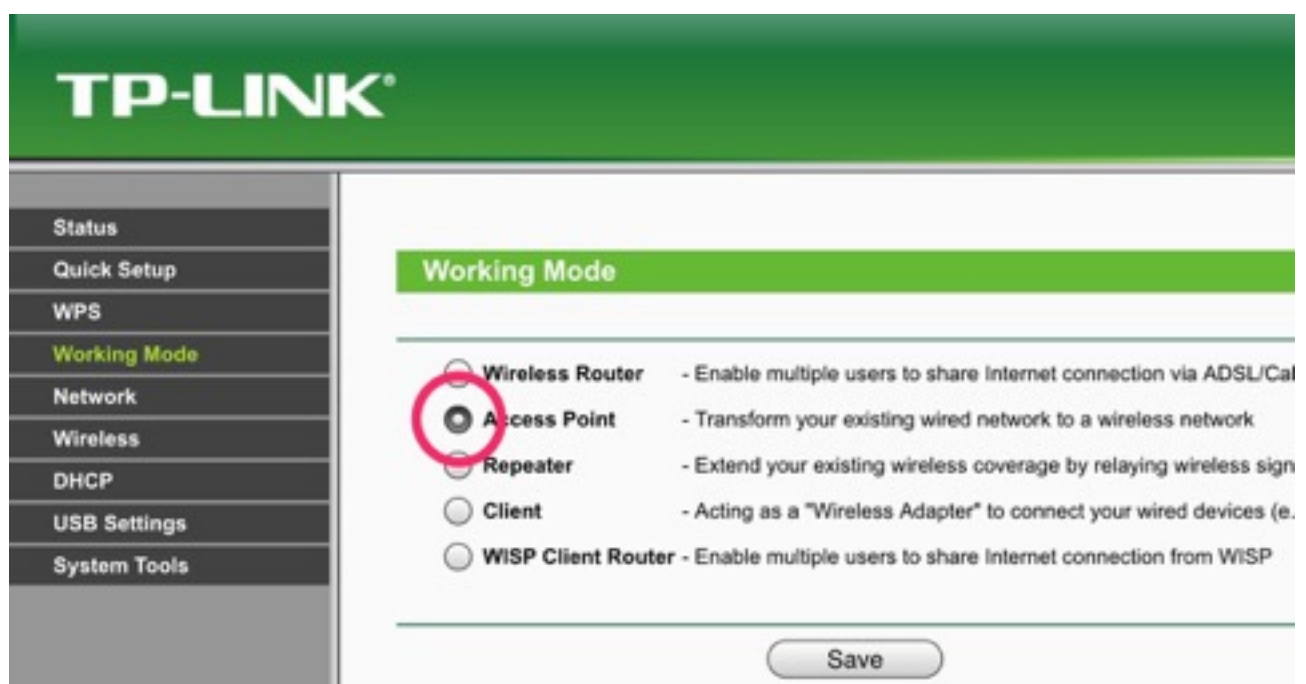 TP-LINK®
Status
Quick Setup
WPS
Working Mode
Network
Wireless
DHCP
USB Settings
System Tools
Working Mode
Wireless Router - Enable multiple users to share Internet connection via ADSL/Cal
Access Point - Transform your existing wired network to a wireless network
Repeater - Extend your existing wireless coverage by relaying wireless sign
Client - Acting as a "Wireless Adapter" to connect your wired devices (e.
WISP Client Router - Enable multiple users to share Internet connection from WISP
Save